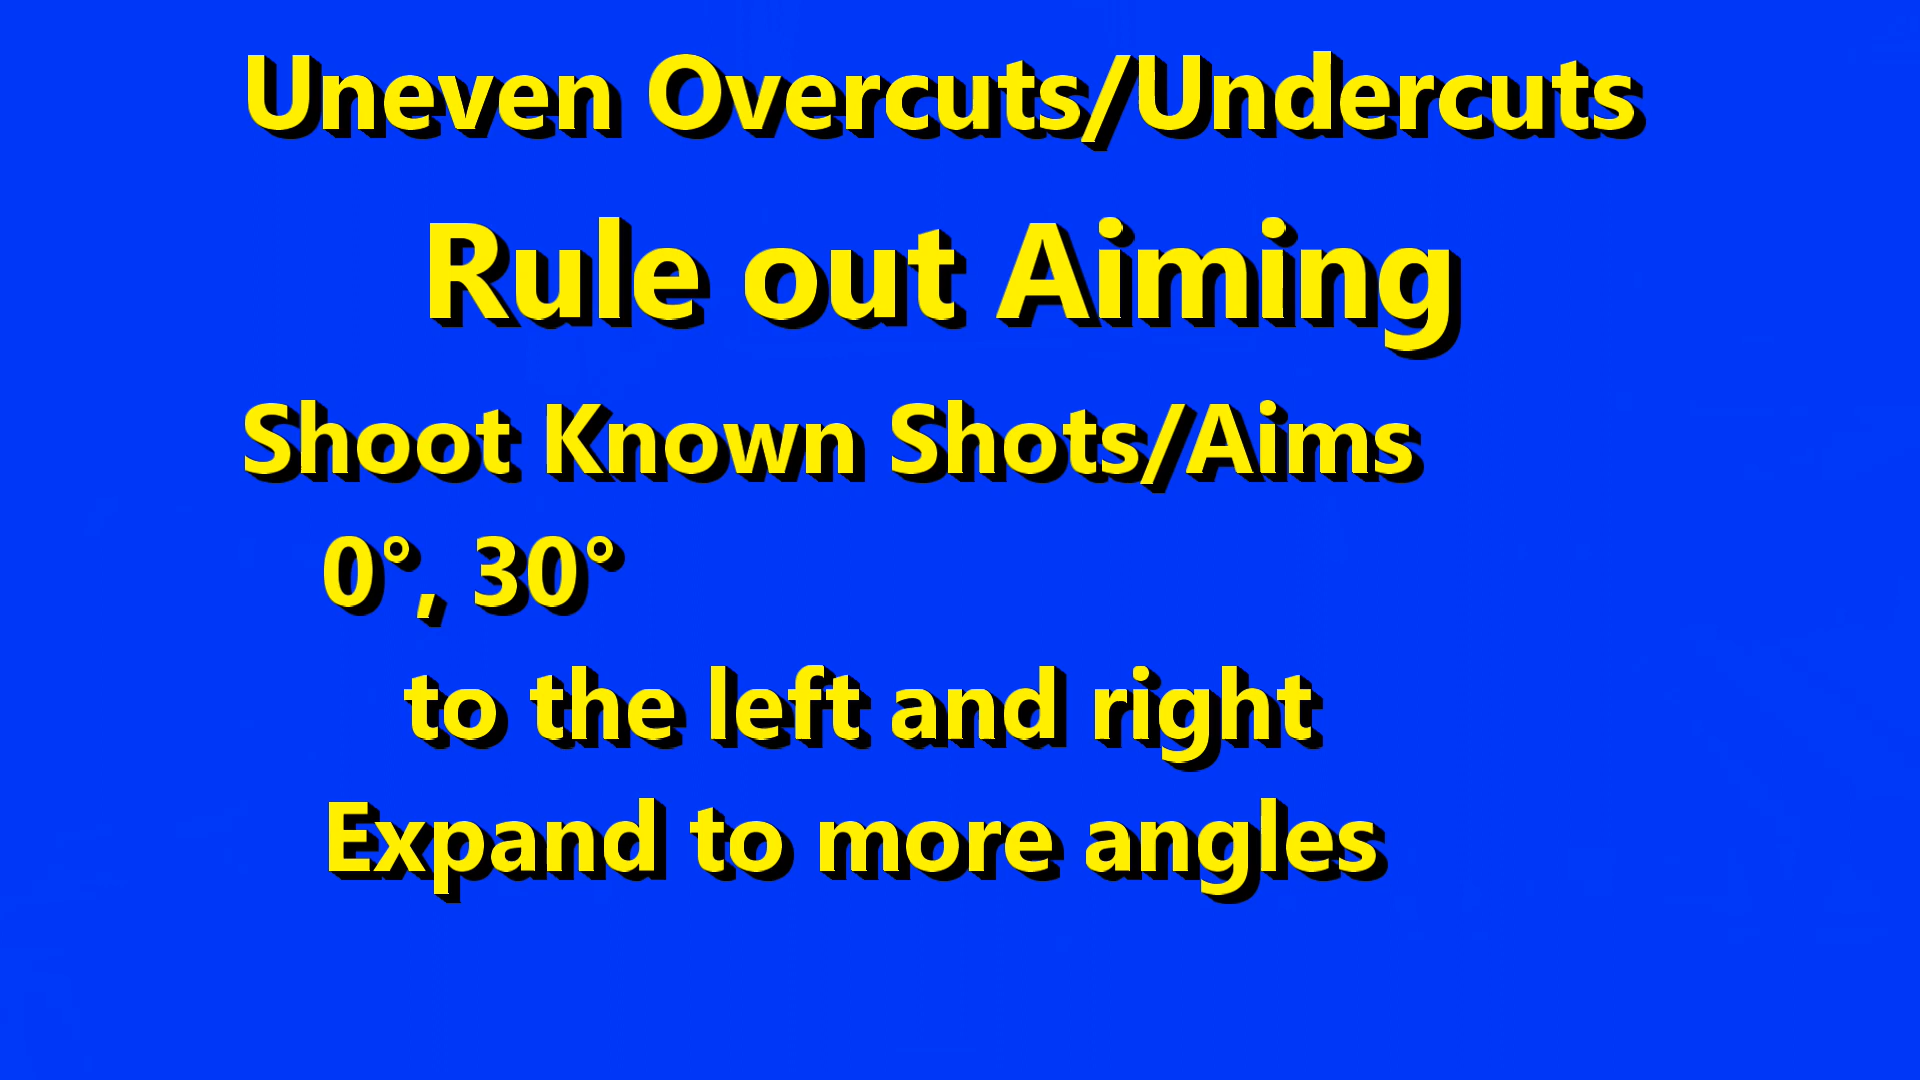 Uneven Overcuts/Undercuts
Rule out Aiming
Shoot Known Shots/Aims
0°, 30°
to the left and right
Expand to more angles